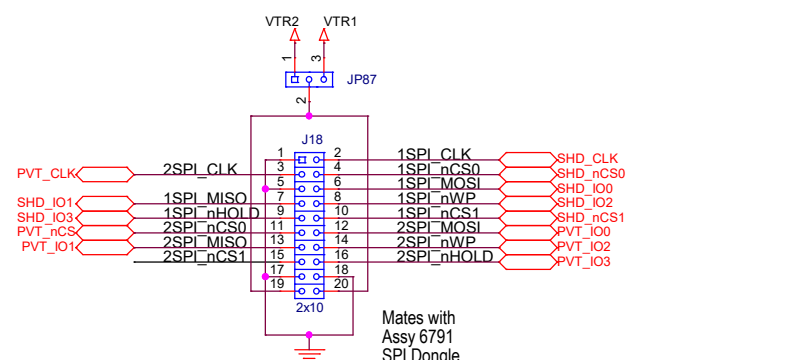 VTR2 VTR1
1 3
JP87
2
J18
1 2 1SPI_CLK SHD_CLK
PVT_CLK 2SPI_CLK 3 4 1SPI_nCS0 SHD_nCS0
5 6 1SPI_MOSI SHD_IO0
SHD_IO1 1SPI_MISO 7 8 1SPI_nWP SHD_IO2
SHD_IO3 1SPI_nHOLD 9 10 1SPI_nCS1 SHD_nCS1
PVT_nCS 2SPI_nCS0 11 12 2SPI_MOSI PVT_IO0
PVT_IO1 2SPI_MISO 13 14 2SPI_nWP PVT_IO2
2SPI_nCS1 15 16 2SPI_nHOLD PVT_IO3
17 18
19 20
2x10
Mates with
Assy 6791
SPI Dongle